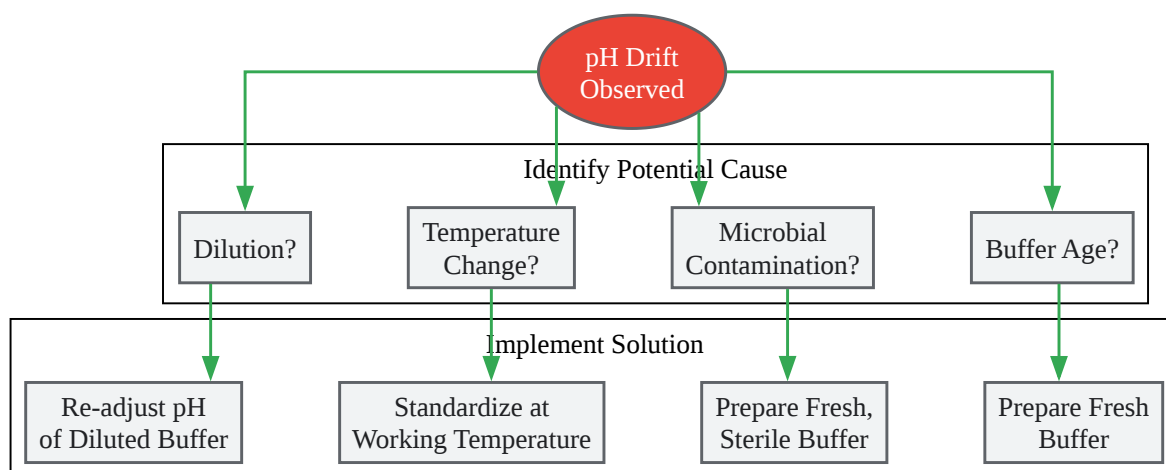 pH Drift
Observed
Identify Potential Cause
Dilution?
Temperature
Change?
Microbial
Contamination?
Buffer Age?
Implement Solution
Re-adjust pH
of Diluted Buffer
Standardize at
Working Temperature
Prepare Fresh,
Sterile Buffer
Prepare Fresh
Buffer